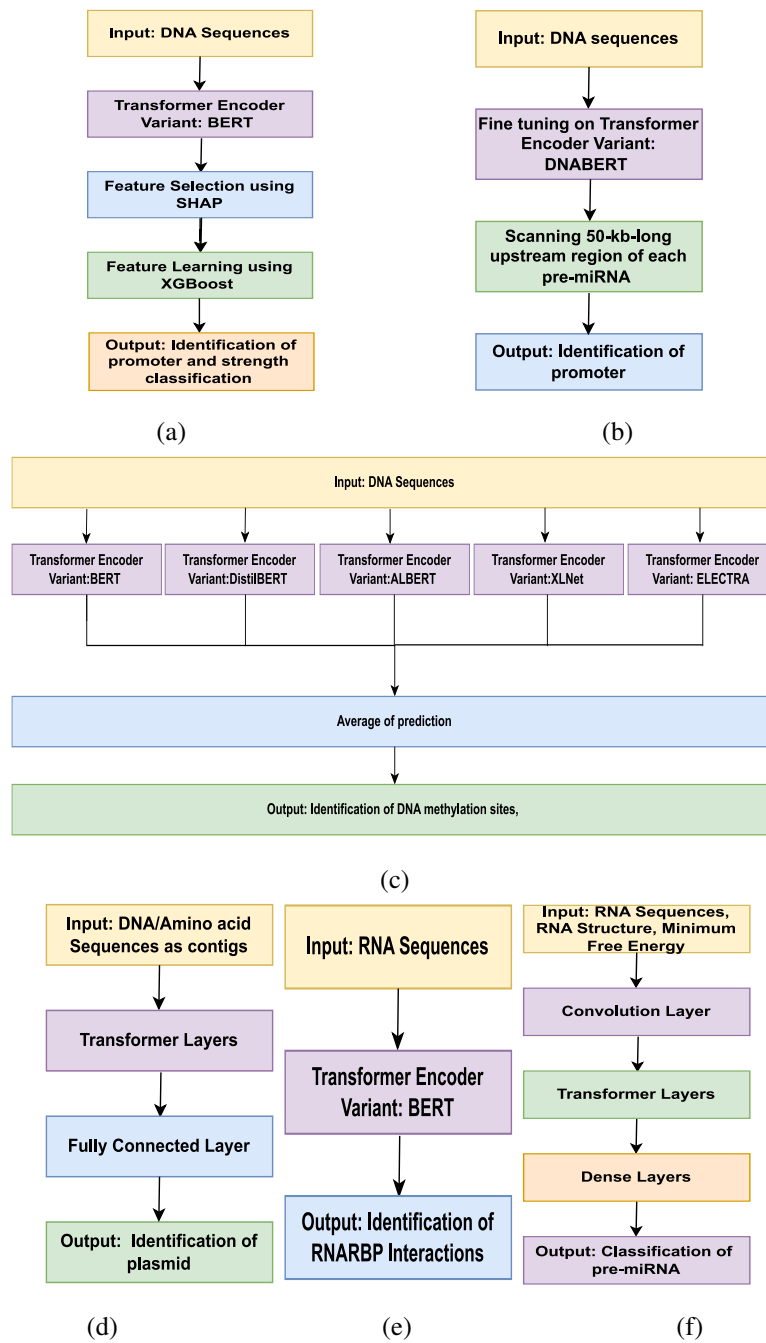 Input: DNA Sequences
Transformer Encoder
Variant: BERT
Feature Selection using
SHAP
Feature Learning using
XGBoost
Output: Identification of
promoter and strength
classification
(a)
Input: DNA sequences
Fine tuning on Transformer
Encoder Variant:
DNABERT
Scanning 50-kb-long
upstream region of each
pre-miRNA
Output: Identification of
promoter
(b)
Input: DNA Sequences
Transformer Encoder
Variant:BERT
Transformer Encoder
Variant:DistilBERT
Transformer Encoder
Variant:ALBERT
Transformer Encoder
Variant:XLNet
Transformer Encoder
Variant: ELECTRA
Average of prediction
Output: Identification of DNA methylation sites,
(c)
Input: DNA/Amino acid
Sequences as contigs
Transformer Layers
Fully Connected Layer
Output: Identification of
plasmid
(d)
Input: RNA Sequences
Transformer Encoder
Variant: BERT
Output: Identification of
RNARBP Interactions
(e)
Input: RNA Sequences,
RNA Structure, Minimum
Free Energy
Convolution Layer
Transformer Layers
Dense Layers
Output: Classification of
pre-miRNA
(f)